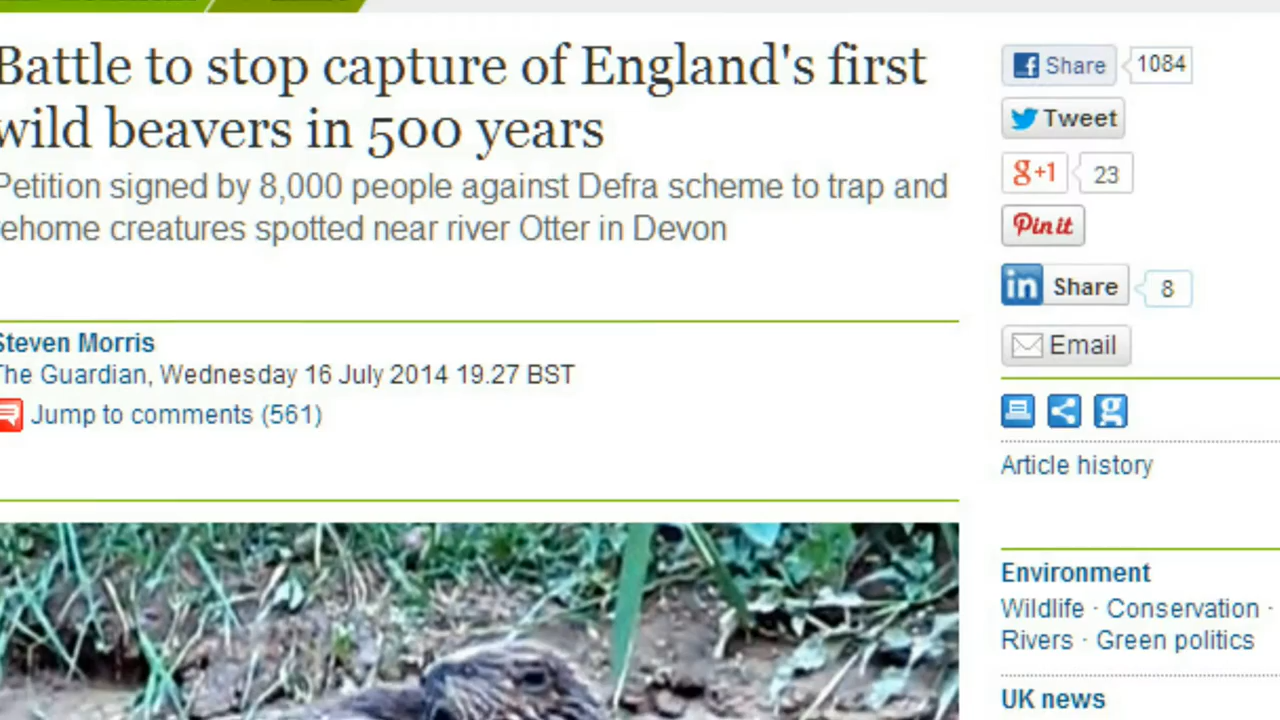 Battle to stop capture of England's first
wild beavers in 500 years
Petition signed by 8,000 people against Defra scheme to trap and
rehome creatures spotted near river Otter in Devon
Steven Morris
The Guardian, Wednesday 16 July 2014 19.27 BST
Jump to comments (561)
Share 1084
Tweet
g+1 23
Pin it
in Share 8
Email
Article history
Environment
Wildlife · Conservation ·
Rivers · Green politics
UK news